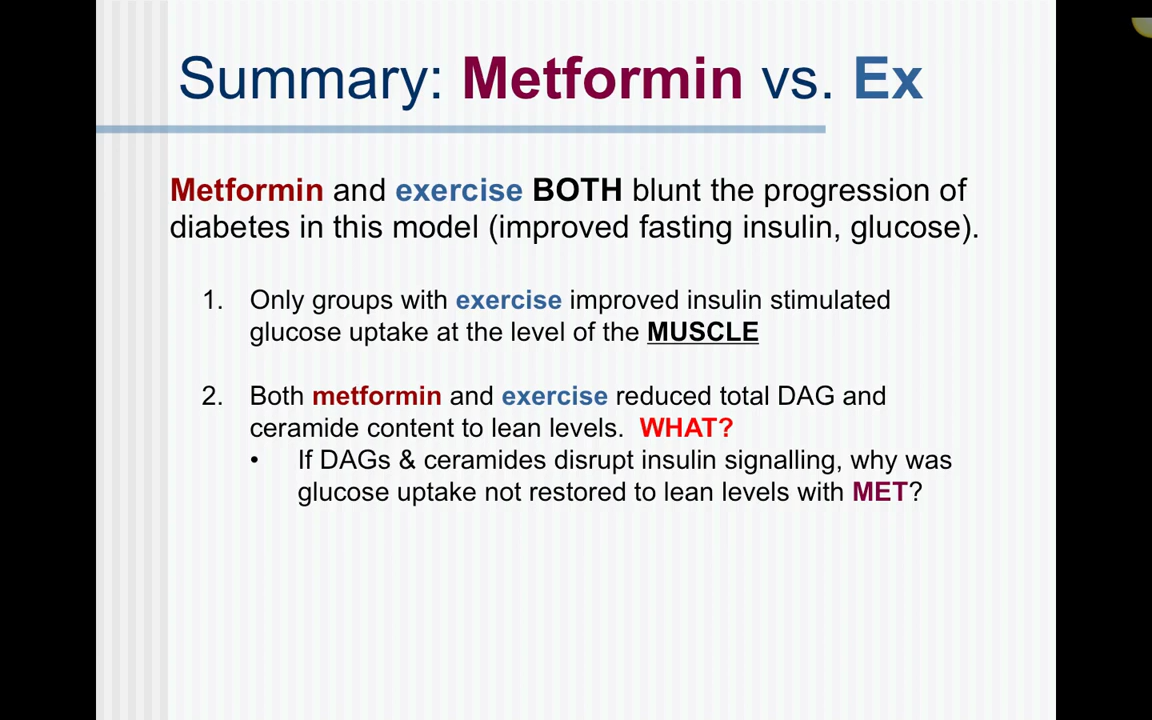 Summary: Metformin vs. Ex
Metformin and exercise BOTH blunt the progression of
diabetes in this model (improved fasting insulin, glucose).
1. Only groups with exercise improved insulin stimulated
glucose uptake at the level of the MUSCLE
2. Both metformin and exercise reduced total DAG and
ceramide content to lean levels. WHAT?
• If DAGs & ceramides disrupt insulin signalling, why was
glucose uptake not restored to lean levels with MET?